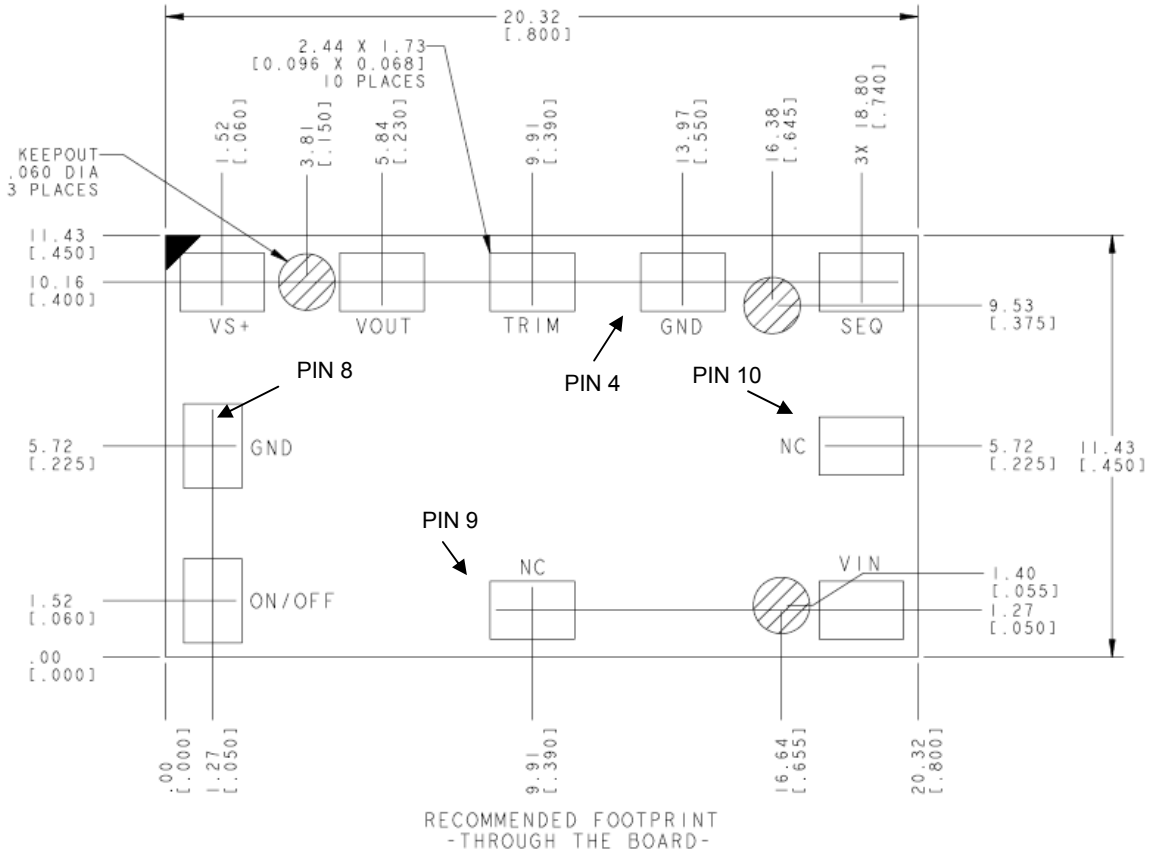 20.32
[.800]
2.44 X 1.73
[0.096 X 0.068]
10 PLACES
1.52
[.060]
3.81
[.150]
5.84
[.230]
9.91
[.390]
13.97
[.550]
16.38
[.645]
3X 18.80
[.740]
KEEPOUT
.060 DIA
3 PLACES
11.43
[.450]
10.16
[.400]
VS+
VOUT
TRIM
GND
SEQ
9.53
[.375]
PIN 8
PIN 4
PIN 10
5.72
[.225]
GND
NC
5.72
[.225]
11.43
[.450]
PIN 9
NC
VIN
1.52
[.060]
ON/OFF
1.40
[.055]
1.27
[.050]
.00
[.000]
.00
[.000]
1.27
[.050]
9.91
[.390]
16.64
[.655]
20.32
[.800]
RECOMMENDED FOOTPRINT
-THROUGH THE BOARD-